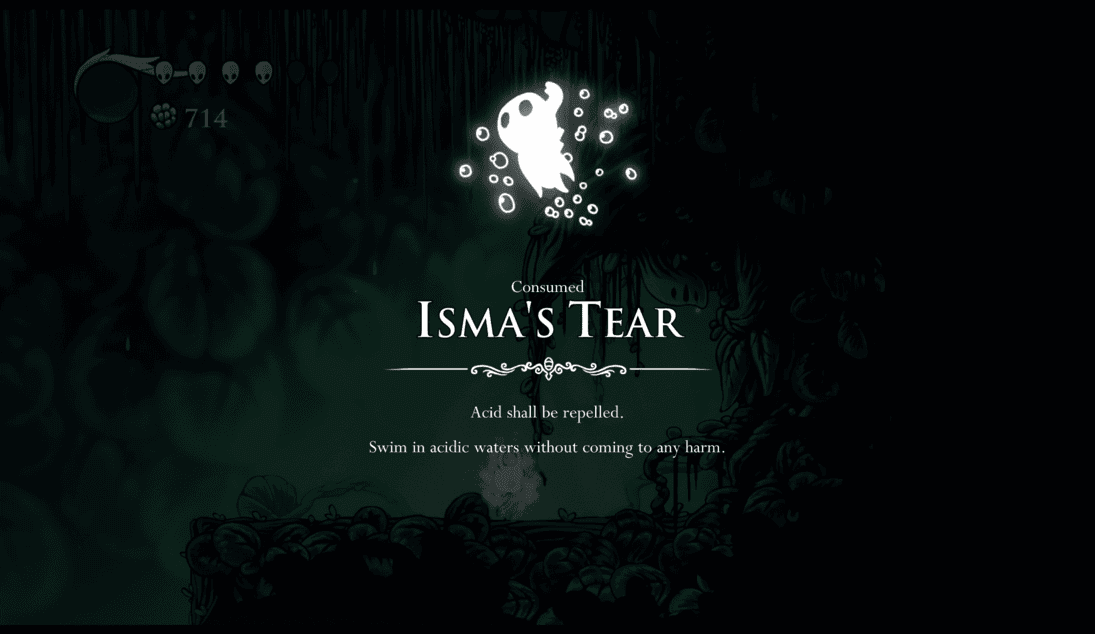 714
Consumed
Isma's Tear
Acid shall be repelled.
Swim in acidic waters without coming to any harm.